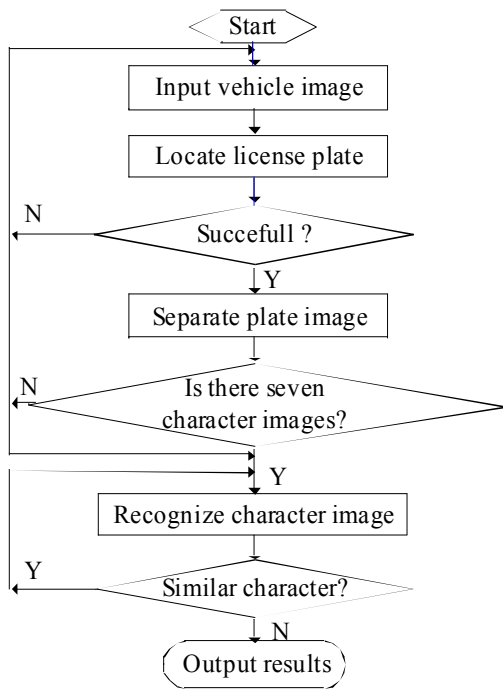 Start
Input vehicle image
Locate license plate
N
Succefull ?
Y
Separate plate image
N
Is there seven
character images?
Y
Recognize character image
Y
Similar character?
N
Output results